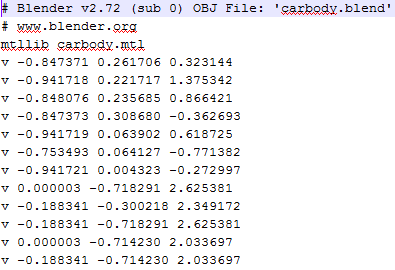 # Blender v2.72 (sub 0) OBJ File: 'carbody.blend'
# www.blender.org
mtllib carbody.mtl
v -0.847371 0.261706 0.323144
v -0.941718 0.221717 1.375342
v -0.848076 0.235685 0.866421
v -0.847373 0.308680 -0.362693
v -0.941719 0.063902 0.618725
v -0.753493 0.064127 -0.771382
v -0.941721 0.004323 -0.272997
v 0.000003 -0.718291 2.625381
v -0.188341 -0.300218 2.349172
v -0.188341 -0.718291 2.625381
v 0.000003 -0.714230 2.033697
v -0.188341 -0.714230 2.033697